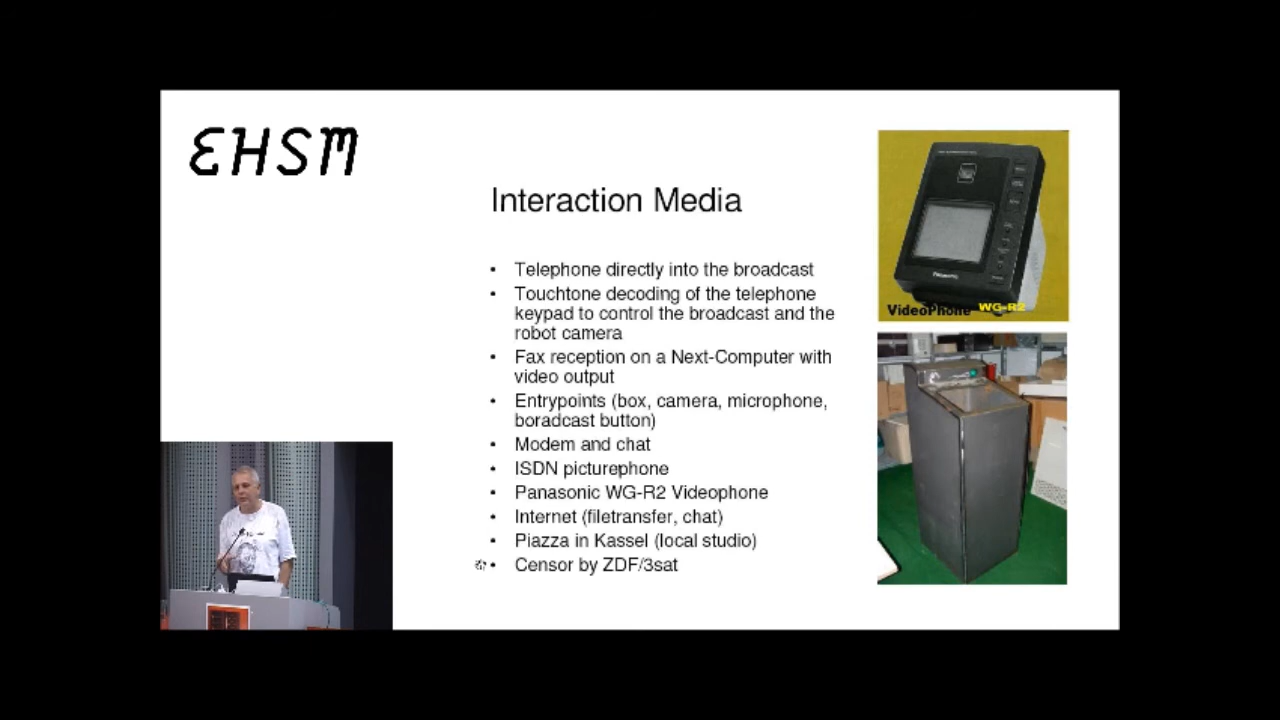 EHSM
Interaction Media
• Telephone directly into the broadcast
• Touchtone decoding of the telephone
keypad to control the broadcast and the
robot camera
• Fax reception on a Next-Computer with
video output
• Entrypoints (box, camera, microphone,
boradcast button)
• Modem and chat
• ISDN picturephone
• Panasonic WG-R2 Videophone
• Internet (filetransfer, chat)
• Piazza in Kassel (local studio)
• Censor by ZDF/3sat
Panasonic
VideoPhone WG-R2